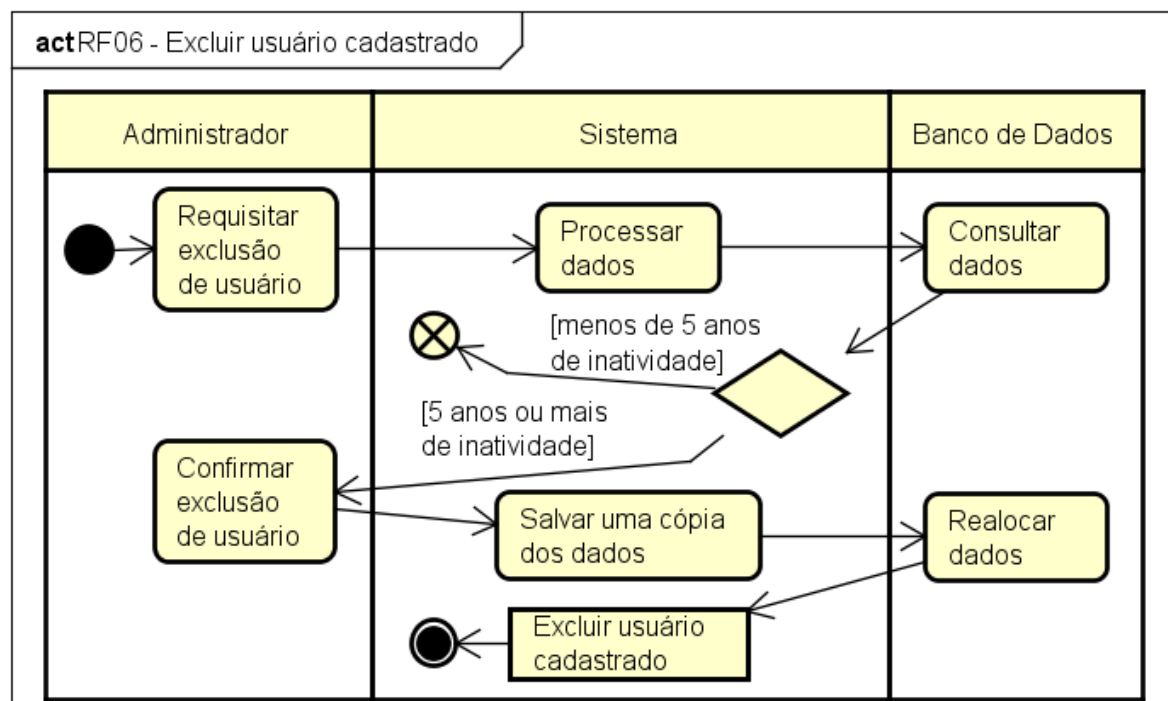 actRF06 - Excluir usuário cadastrado
Administrador
Sistema
Banco de Dados
Requisitar
exclusão
de usuário
Processar
dados
Consultar
dados
[menos de 5 anos
de inatividade]
[5 anos ou mais
de inatividade]
Confirmar
exclusão
de usuário
Salvar uma cópia
dos dados
Realocar
dados
Excluir usuário
cadastrado